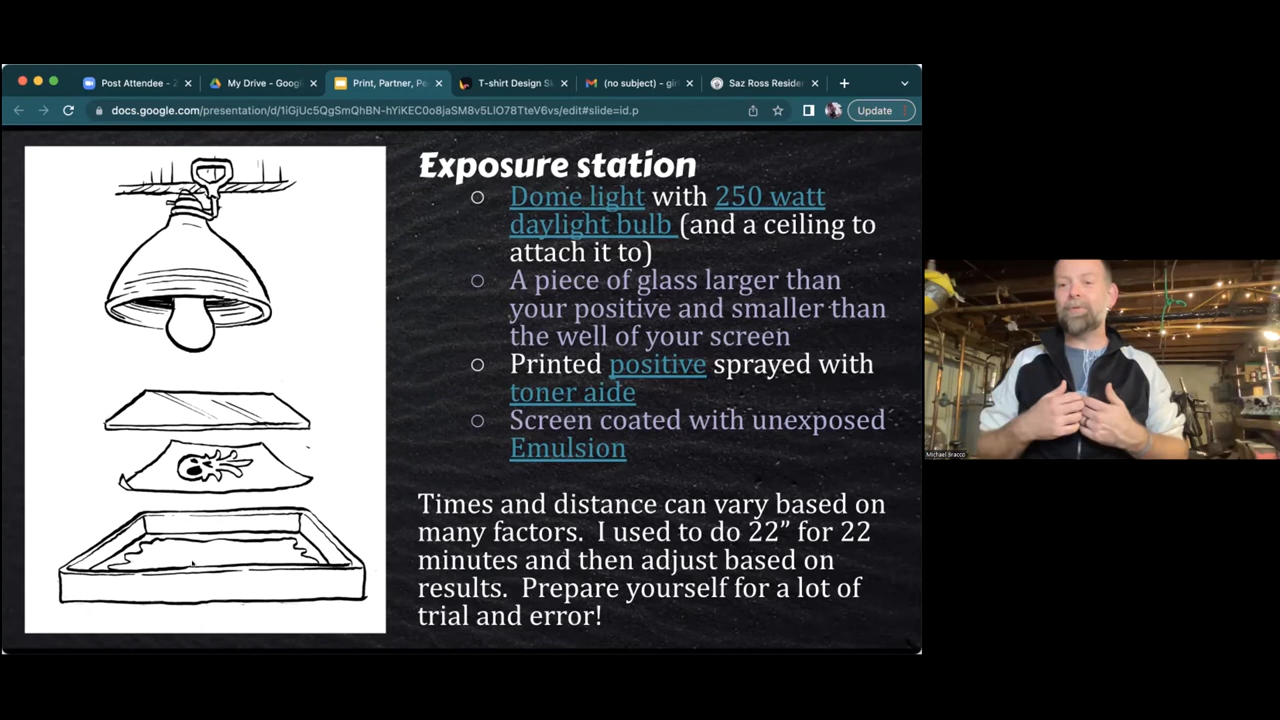 Post Attendee - 2
My Drive - Googl
Print, Partner, Pe
T-shirt Design Sk
(no subject) - gir
Saz Ross Resider
docs.google.com/presentation/d/1iGjUc5QgSmQhBN-hYiKEC0o8jaSM8v5LlO78TteV6vs/edit#slide=id.p
Update
Exposure station
Dome light with 250 watt
daylight bulb (and a ceiling to
attach it to)
A piece of glass larger than
your positive and smaller than
the well of your screen
Printed positive sprayed with
toner aide
Screen coated with unexposed
Emulsion
Times and distance can vary based on
many factors. I used to do 22” for 22
minutes and then adjust based on
results. Prepare yourself for a lot of
trial and error!
Michael Bracco